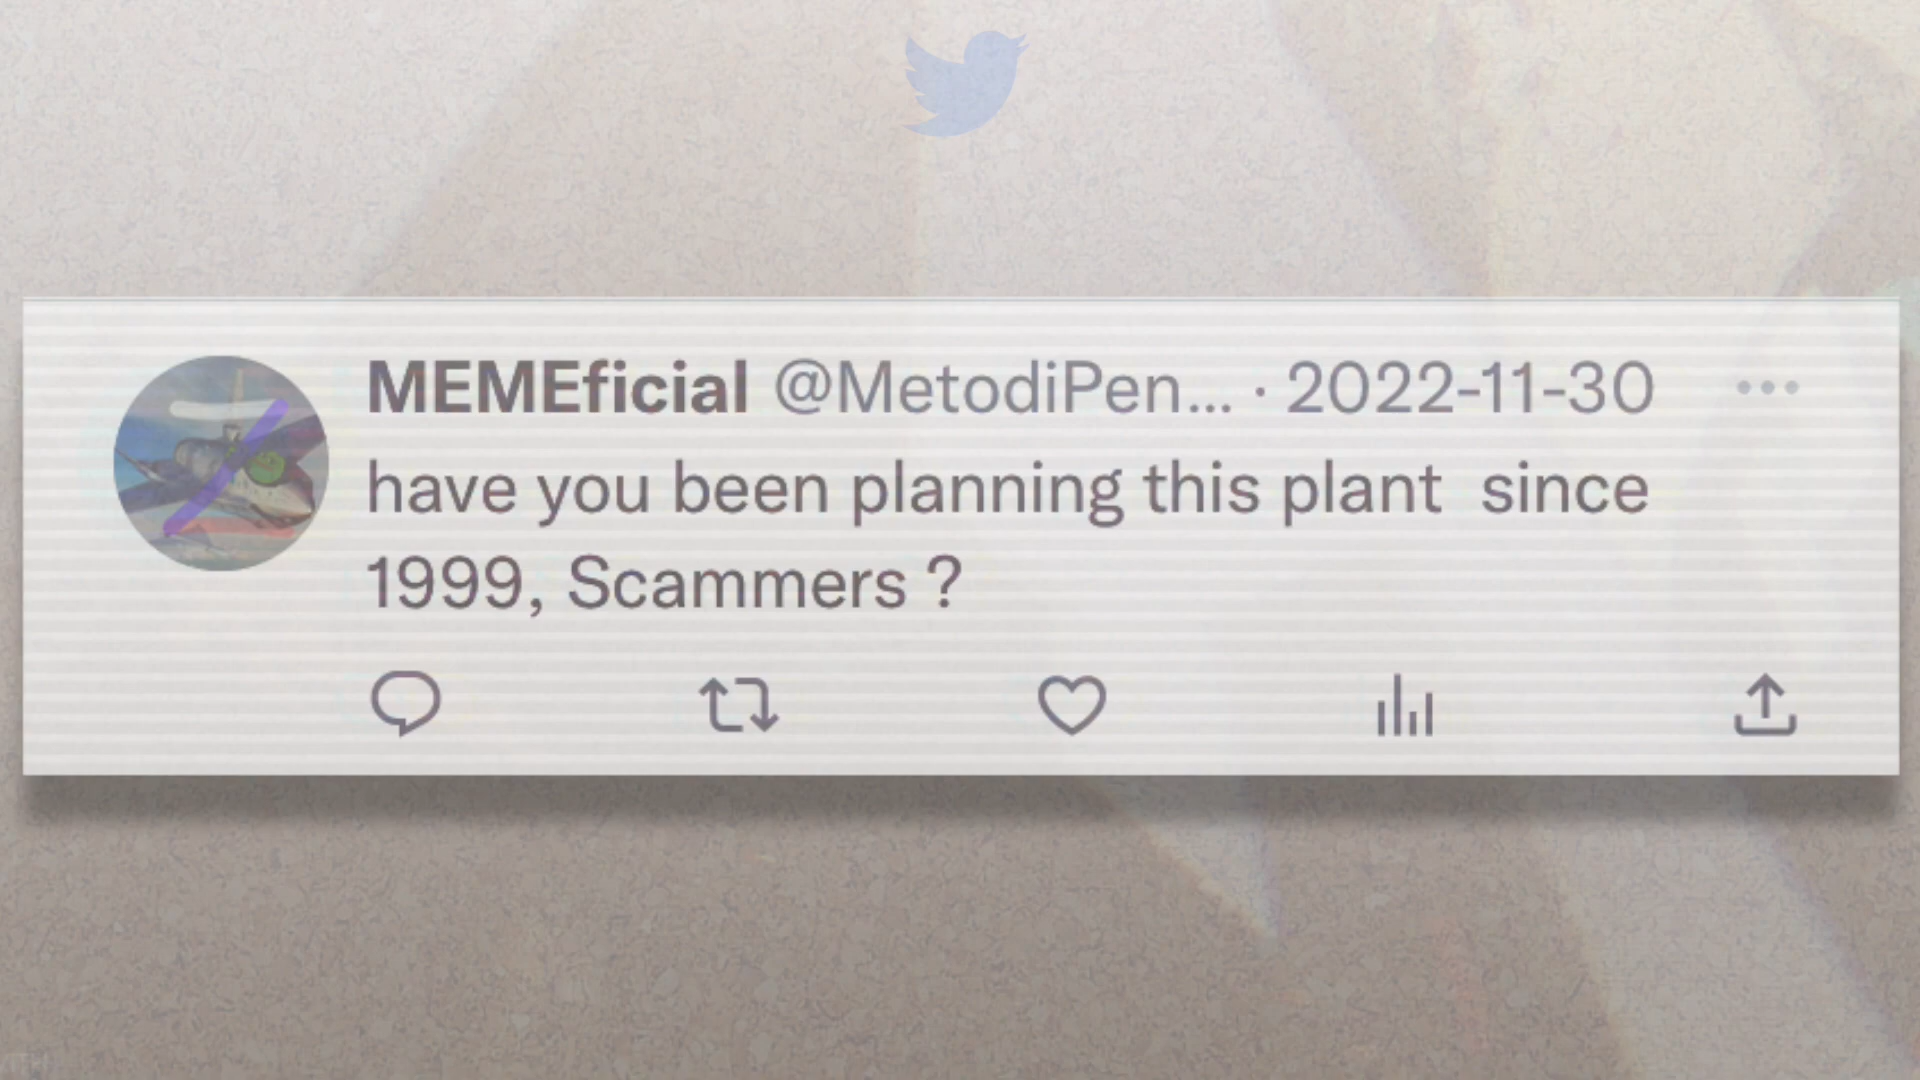 MEMEficial @MetodiPen... · 2022-11-30
have you been planning this plant  since
1999, Scammers ?